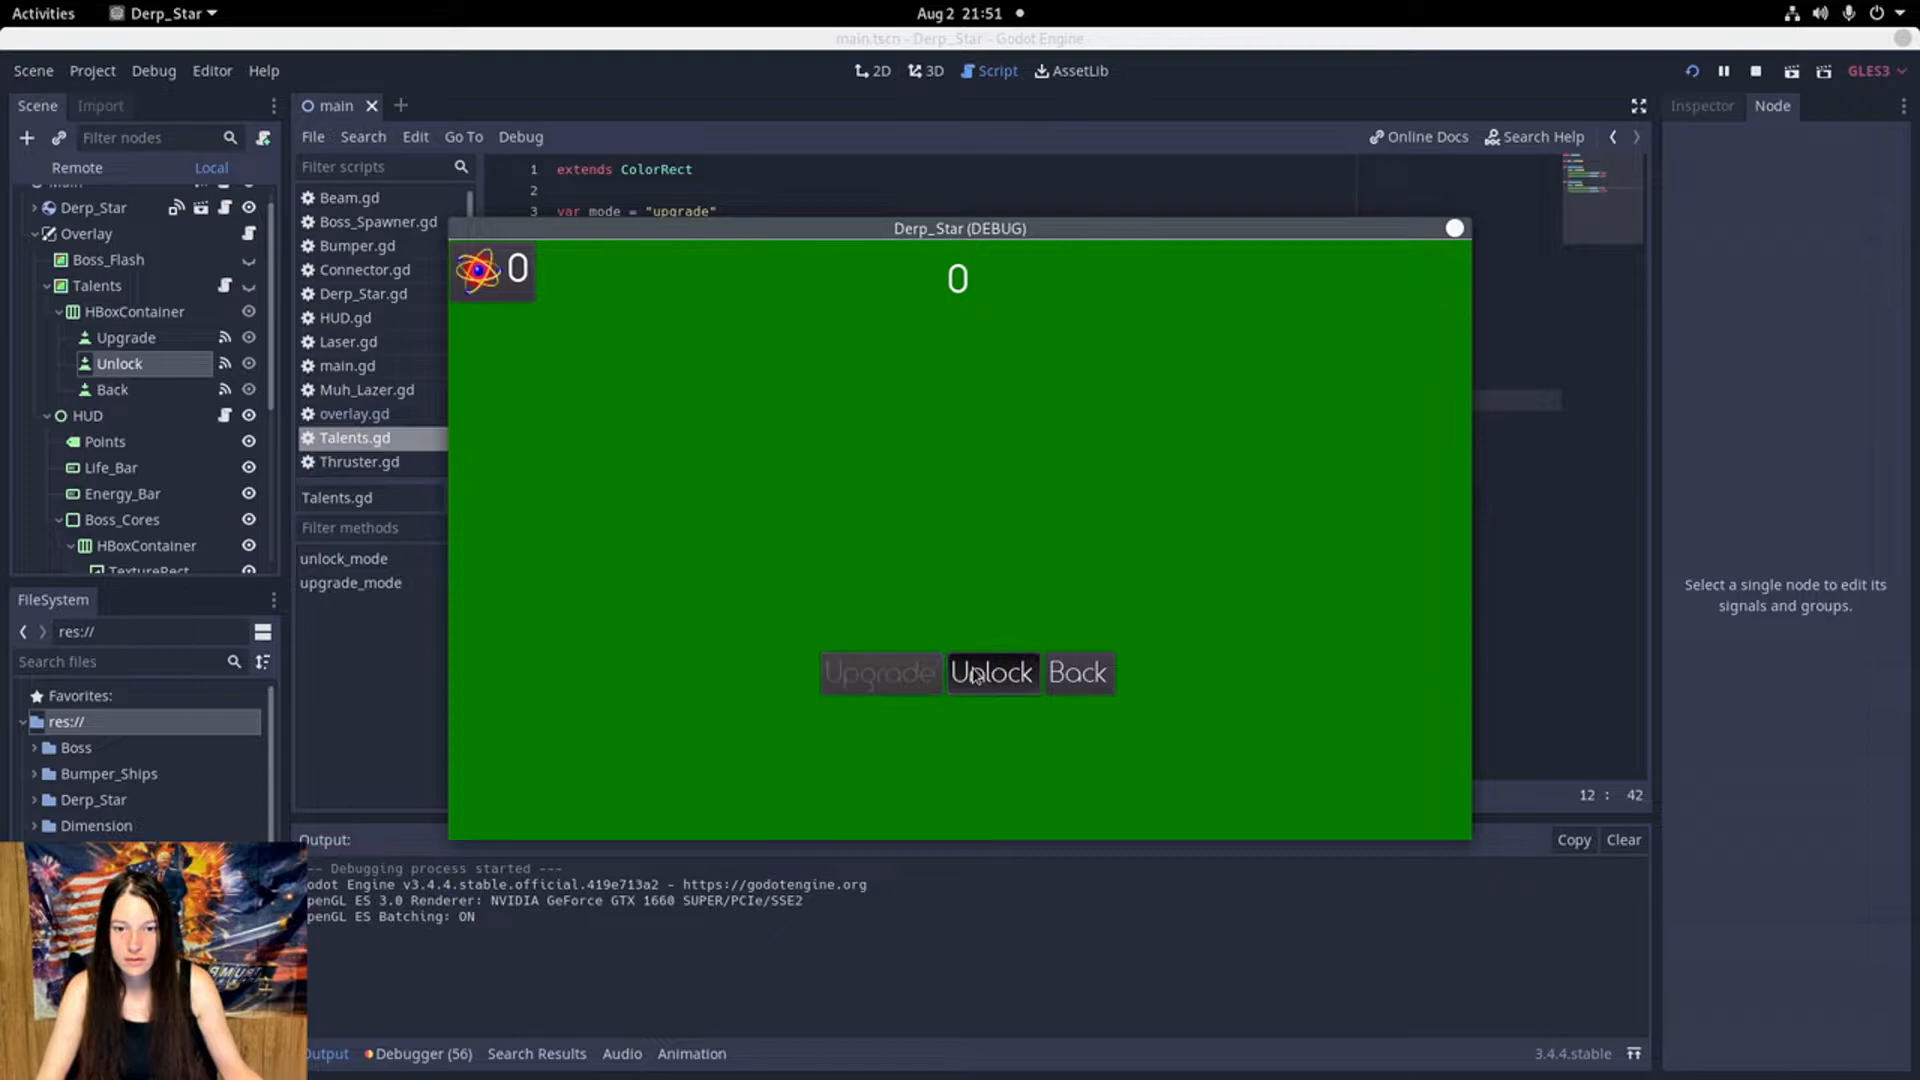 Activities
Derp_Star
Aug 2 21:51
main.tscn - Derp_Star - Godot Engine
Scene
Project
Debug
Editor
Help
2D
3D
Script
AssetLib
GLES3
Scene
Import
main
Inspector
Node
Filter nodes
File
Search
Edit
Go To
Debug
Online Docs
Search Help
Remote
Local
Filter scripts
1 extends ColorRect
2
3 var mode = "upgrade"
Derp_Star
Overlay
Boss_Flash
Talents
HBoxContainer
Upgrade
Unlock
Back
HUD
Points
Life_Bar
Energy_Bar
Boss_Cores
HBoxContainer
TextureRect
Beam.gd
Boss_Spawner.gd
Bumper.gd
Connector.gd
Derp_Star.gd
HUD.gd
Laser.gd
main.gd
Muh_Lazer.gd
overlay.gd
Talents.gd
Thruster.gd
Talents.gd
Filter methods
unlock_mode
upgrade_mode
Derp_Star (DEBUG)
0
0
Upgrade
Unlock
Back
Select a single node to edit its
signals and groups.
12 : 42
FileSystem
res://
Search files
Favorites:
res://
Boss
Bumper_Ships
Derp_Star
Dimension
Output:
Copy
Clear
-- Debugging process started ---
odot Engine v3.4.4.stable.official.419e713a2 - https://godotengine.org
penGL ES 3.0 Renderer: NVIDIA GeForce GTX 1660 SUPER/PCIe/SSE2
penGL ES Batching: ON
Output
Debugger (56)
Search Results
Audio
Animation
3.4.4.stable